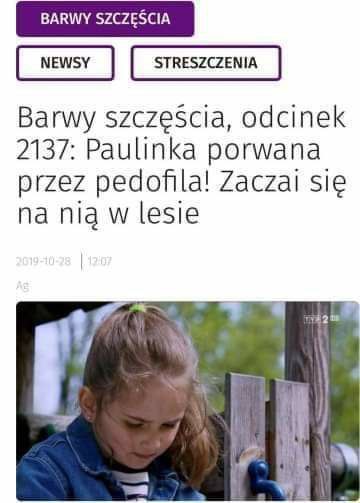 BARWY SZCZĘŚCIA
NEWSY STRESZCZENIA
Barwy szczęścia, odcinek
2137: Paulinka porwana
przez pedofila! Zaczai się
na nią w lesie
2019-10-28 | 12:07
Ag
TVP 2 HD